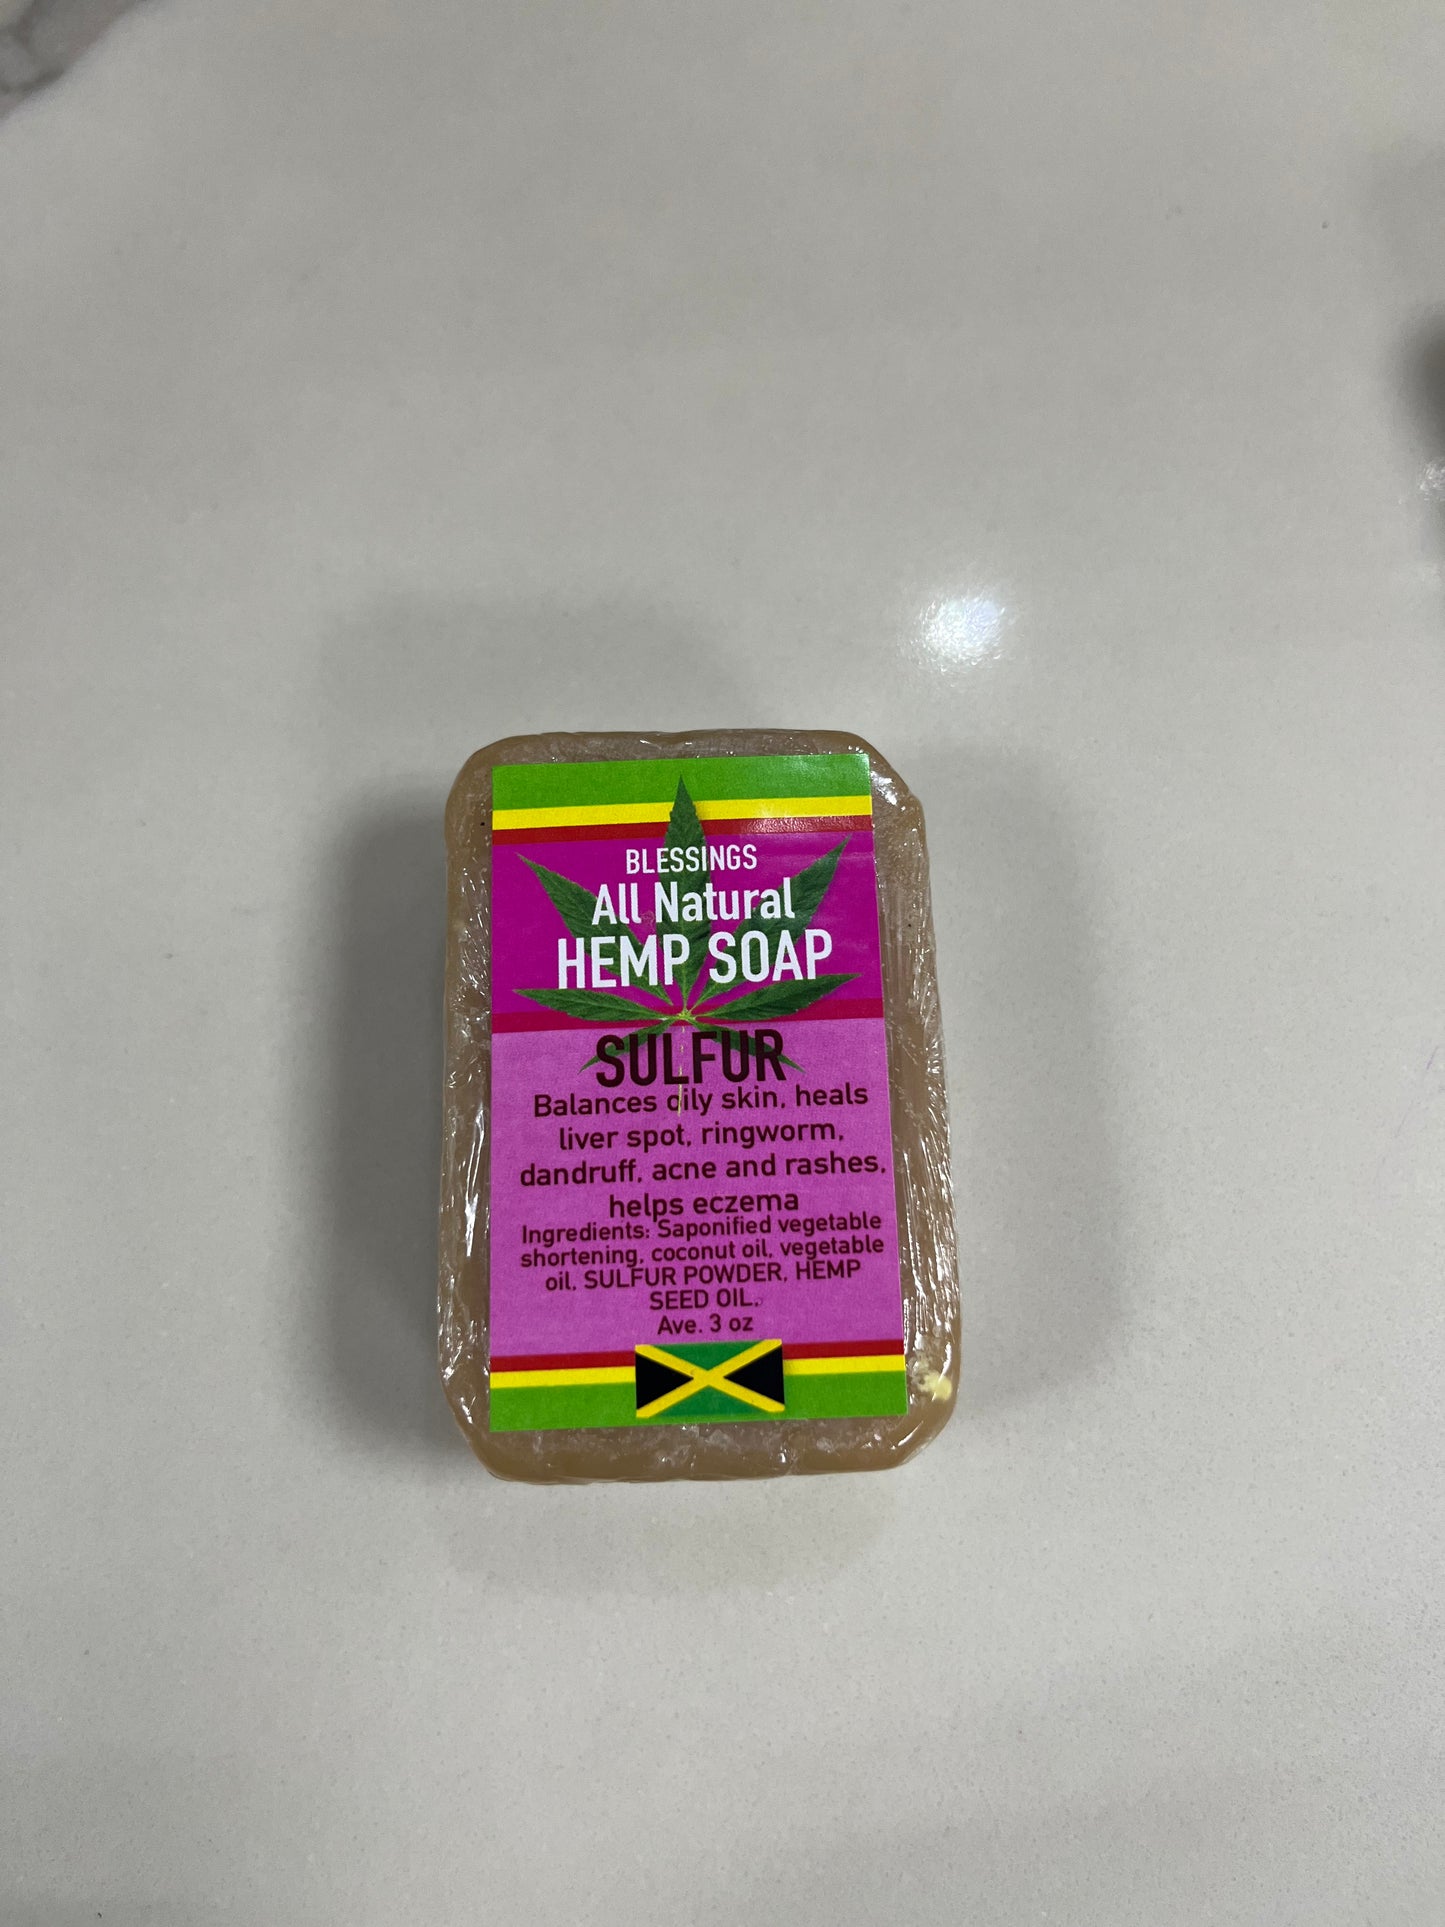 BLESSINGS
All Natural
HEMP SOAP
SULFUR
Balances oily skin, heals
liver spot, ringworm,
dandruff, acne and rashes,
helps eczema
Ingredients: Saponified vegetable
shortening, coconut oil, vegetable
oil, SULFUR POWDER, HEMP
SEED OIL.
Ave. 3 oz